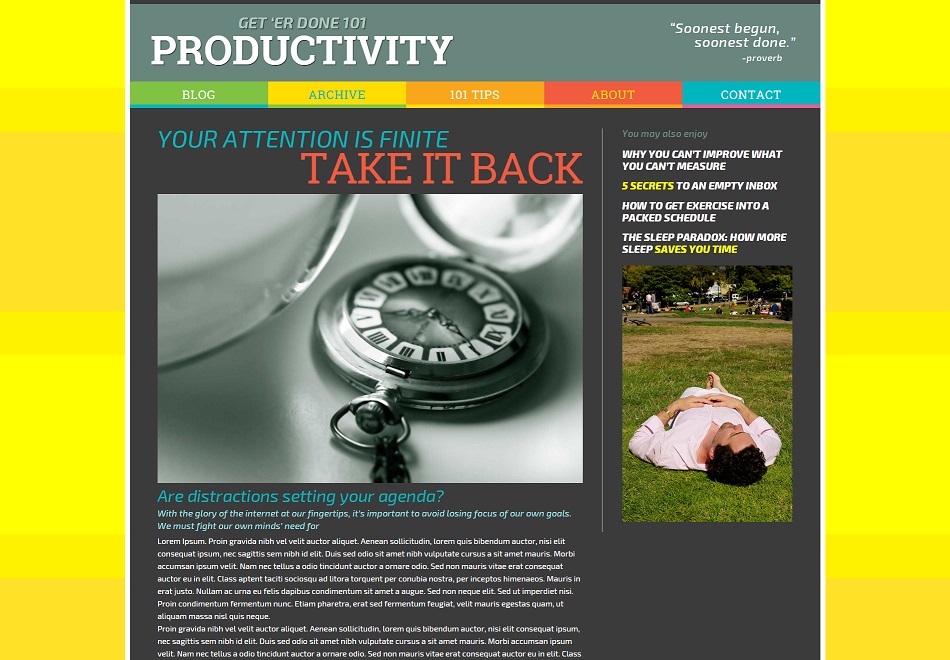 GET 'ER DONE 101
PRODUCTIVITY
“Soonest begun,
soonest done.”
-proverb
BLOG
ARCHIVE
101 TIPS
ABOUT
CONTACT
YOUR ATTENTION IS FINITE
TAKE IT BACK
Are distractions setting your agenda?
With the glory of the internet at our fingertips, it's important to avoid losing focus of our own goals.
We must fight our own minds' need for
Lorem Ipsum. Proin gravida nibh vel velit auctor aliquet. Aenean sollicitudin, lorem quis bibendum auctor, nisi elit
consequat ipsum, nec sagittis sem nibh id elit. Duis sed odio sit amet nibh vulputate cursus a sit amet mauris. Morbi
accumsan ipsum velit. Nam nec tellus a odio tincidunt auctor a ornare odio. Sed non mauris vitae erat consequat
auctor eu in elit. Class aptent taciti sociosqu ad litora torquent per conubia nostra, per inceptos himenaeos. Mauris in
erat justo. Nullam ac urna eu felis dapibus condimentum sit amet a augue. Sed non neque elit. Sed ut imperdiet nisi.
Proin condimentum fermentum nunc. Etiam pharetra, erat sed fermentum feugiat, velit mauris egestas quam, ut
aliquam massa nisl quis neque.
Proin gravida nibh vel velit auctor aliquet. Aenean sollicitudin, lorem quis bibendum auctor, nisi elit consequat ipsum,
nec sagittis sem nibh id elit. Duis sed odio sit amet nibh vulputate cursus a sit amet mauris. Morbi accumsan ipsum
velit. Nam nec tellus a odio tincidunt auctor a ornare odio. Sed non mauris vitae erat consequat auctor eu in elit. Class
You may also enjoy
WHY YOU CAN'T IMPROVE WHAT
YOU CAN'T MEASURE
5 SECRETS TO AN EMPTY INBOX
HOW TO GET EXERCISE INTO A
PACKED SCHEDULE
THE SLEEP PARADOX: HOW MORE
SLEEP SAVES YOU TIME